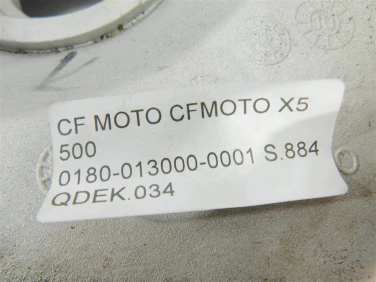 CF MOTO CFMOTO X5
500
0180-013000-0001 S.884
QDEK.034